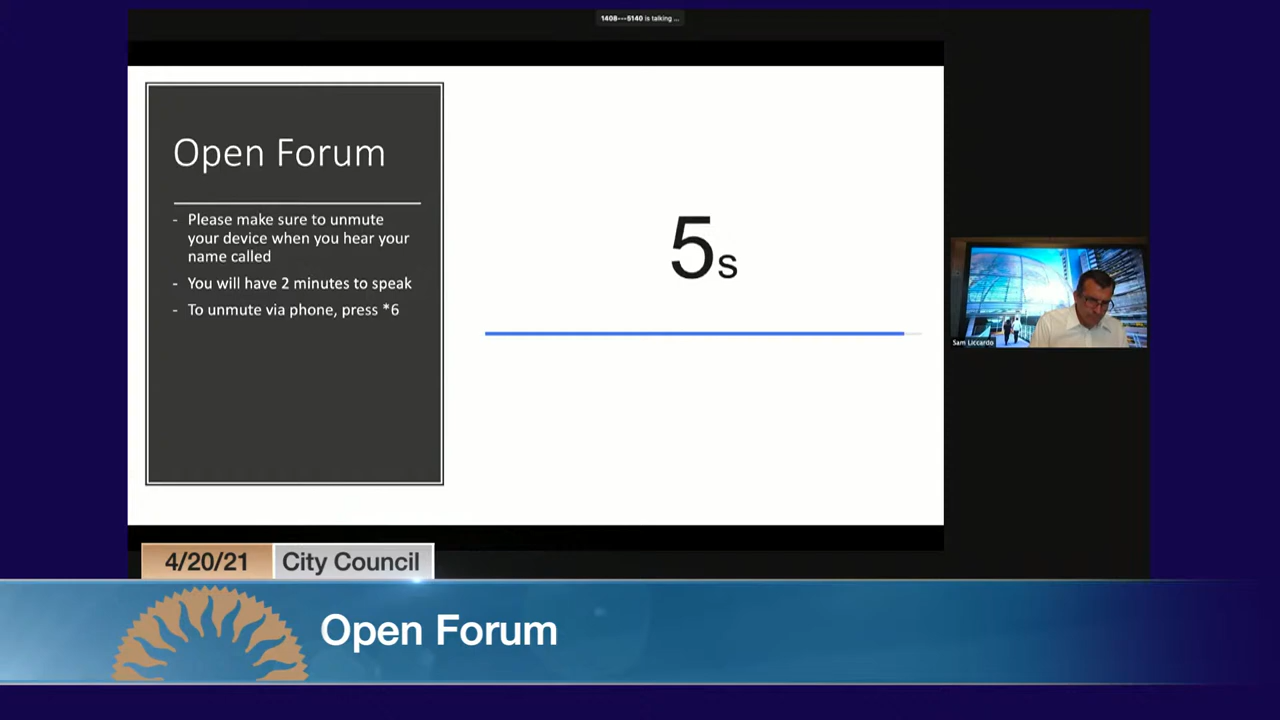 1408---5140 is talking ...
Open Forum
- Please make sure to unmute
your device when you hear your
name called
- You will have 2 minutes to speak
- To unmute via phone, press *6
5s
Sam Liccardo
4/20/21 City Council
Open Forum